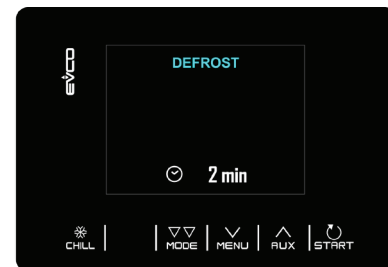 EVCO
DEFROST
2 min
CHILL
MODE
MENU
AUX
START